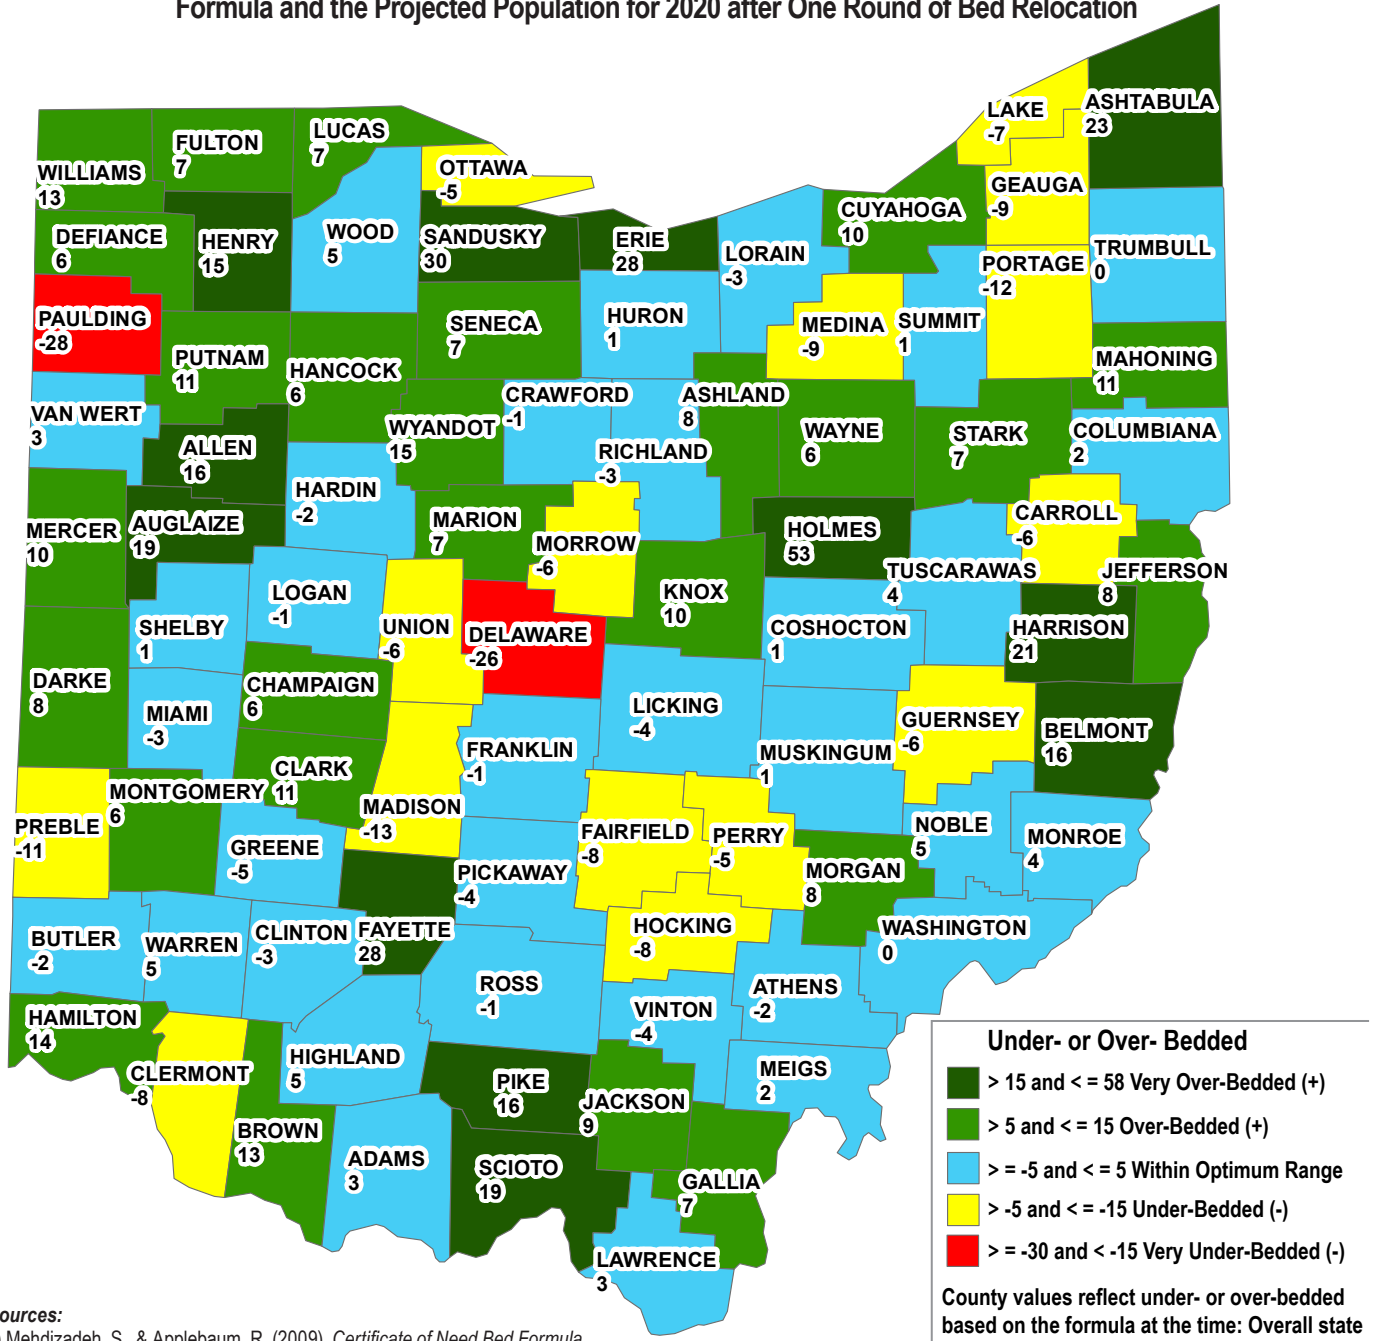 Formula and the Projected Population for 2020 after One Round of Bed Relocation
LAKE
-7
ASHTABULA
23
LUCAS
7
FULTON
7
WILLIAMS
13
OTTAWA
-5
GEAUGA
-9
CUYAHOGA
10
DEFIANCE
6
HENRY
15
WOOD
5
SANDUSKY
30
ERIE
28
LORAIN
-3
TRUMBULL
0
PORTAGE
-12
PAULDING
-28
SENECA
7
HURON
1
MEDINA
-9
SUMMIT
1
PUTNAM
11
HANCOCK
6
MAHONING
11
CRAWFORD
-1
ASHLAND
8
VAN WERT
3
WYANDOT
15
WAYNE
6
STARK
7
COLUMBIANA
2
ALLEN
16
RICHLAND
-3
HARDIN
-2
MERCER
10
AUGLAIZE
19
MARION
7
MORROW
-6
HOLMES
53
CARROLL
-6
TUSCARAWAS
4
JEFFERSON
8
LOGAN
-1
KNOX
10
SHELBY
1
UNION
-6
DELAWARE
-26
COSHOCTON
1
HARRISON
21
DARKE
8
CHAMPAIGN
6
MIAMI
-3
LICKING
-4
GUERNSEY
-6
BELMONT
16
FRANKLIN
-1
MUSKINGUM
1
CLARK
11
MONTGOMERY
6
MADISON
-13
PREBLE
-11
GREENE
-5
FAIRFIELD
-8
PERRY
-5
NOBLE
5
MONROE
4
PICKAWAY
-4
MORGAN
8
BUTLER
-2
WARREN
5
CLINTON
-3
FAYETTE
28
HOCKING
-8
WASHINGTON
0
ROSS
-1
ATHENS
-2
HAMILTON
14
VINTON
-4
HIGHLAND
5
CLERMONT
-8
PIKE
16
JACKSON
9
MEIGS
2
BROWN
13
ADAMS
3
SCIOTO
19
GALLIA
7
LAWRENCE
3
Under- or Over- Bedded
> 15 and < = 58 Very Over-Bedded (+)
> 5 and < = 15 Over-Bedded (+)
> = -5 and < = 5 Within Optimum Range
> -5 and < = -15 Under-Bedded (-)
> = -30 and < -15 Very Under-Bedded (-)
County values reflect under- or over-bedded
based on the formula at the time: Overall state
ources:
Mehdizadeh, S., & Applebaum, R. (2009). Certificate of Need Bed Formula